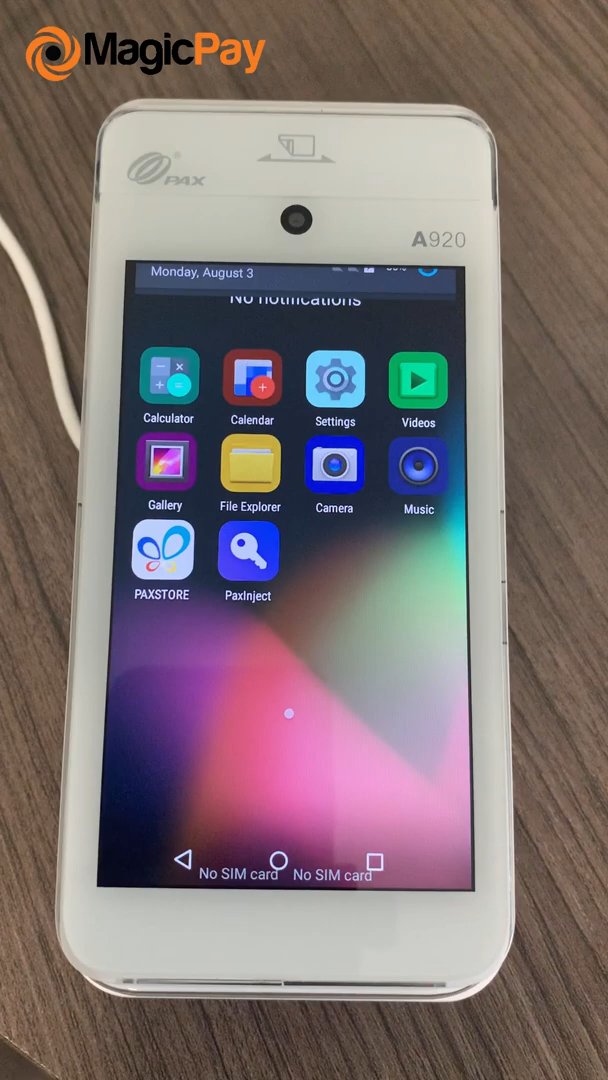 MagicPay
PAX
A920
Monday, August 3
No notifications
Calculator Calendar Settings Videos
Gallery File Explorer Camera Music
PAXSTORE PaxInject
No SIM card No SIM card